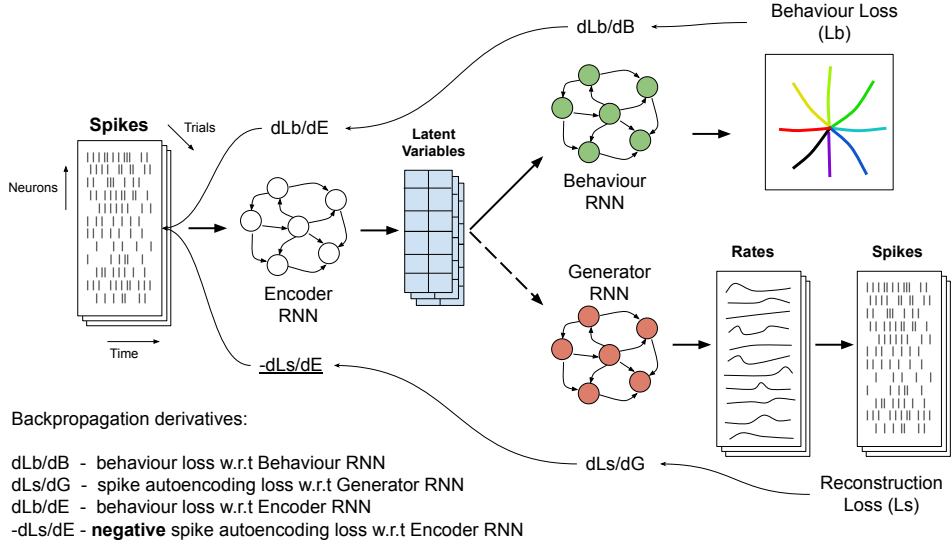 dLb/dB
Behaviour Loss
(Lb)
Spikes
Trials
dLb/dE
Latent
Variables
Neurons
Behaviour
RNN
Encoder
RNN
Generator
RNN
Rates
Spikes
Time
-dLs/dE
Backpropagation derivatives:
dLb/dB - behaviour loss w.r.t Behaviour RNN
dLs/dG - spike autoencoding loss w.r.t Generator RNN
dLb/dE - behaviour loss w.r.t Encoder RNN
-dLs/dE - negative spike autoencoding loss w.r.t Encoder RNN
dLs/dG
Reconstruction
Loss (Ls)